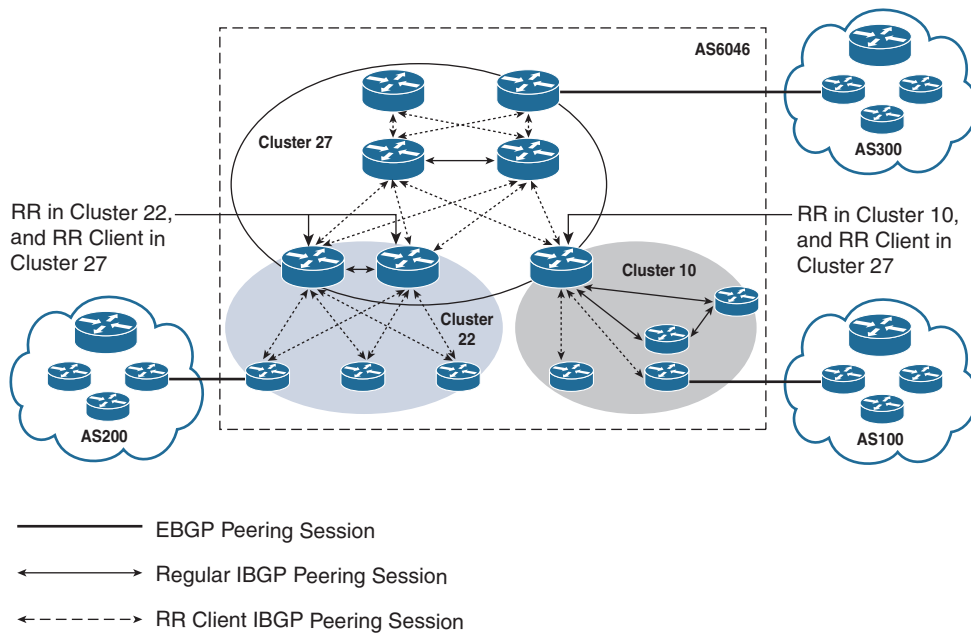 AS6046
Cluster 27
AS300
RR in Cluster 22,
and RR Client in
Cluster 27
RR in Cluster 10,
and RR Client in
Cluster 27
Cluster 10
Cluster
22
AS200
AS100
EBGP Peering Session
Regular IBGP Peering Session
RR Client IBGP Peering Session